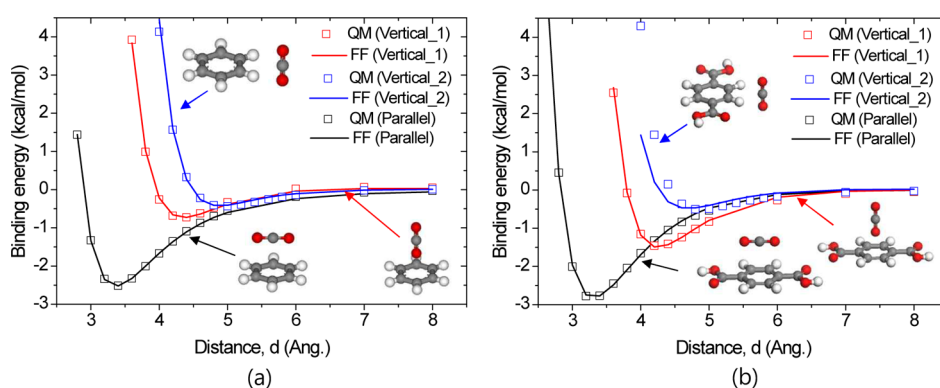 4
3
2
1
0
-1
-2
-3
Binding energy (kcal/mol)
QM (Vertical_1)
FF (Vertical_1)
QM (Vertical_2)
FF (Vertical_2)
QM (Parallel)
FF (Parallel)
3 4 5 6 7 8
Distance, d (Ang.)
(a)
4
3
2
1
0
-1
-2
-3
Binding energy (kcal/mol)
QM (Vertical_1)
FF (Vertical_1)
QM (Vertical_2)
FF (Vertical_2)
QM (Parallel)
FF (Parallel)
3 4 5 6 7 8
Distance, d (Ang.)
(b)